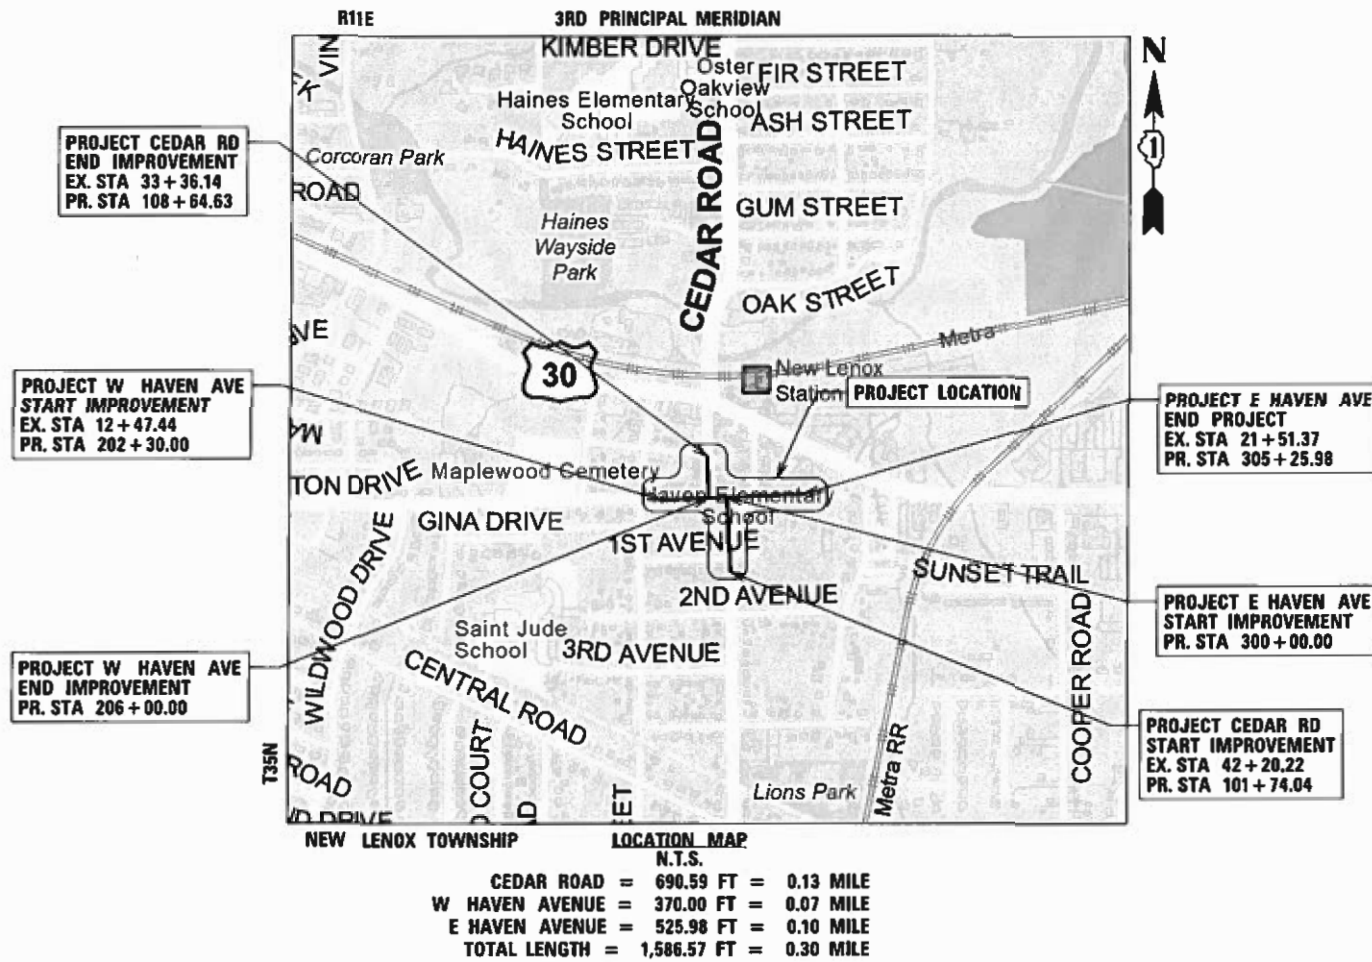 R11E
3RD PRINCIPAL MERIDIAN
KIMBER DRIVE
VIN
N
Oster
Oakview
School
FIR STREET
Haines Elementary
School
ASH STREET
HAINES STREET
1
PROJECT CEDAR RD
END IMPROVEMENT
EX. STA 33+36.14
PR. STA 108+64.63
Corcoran Park
ROAD
CEDAR ROAD
GUM STREET
Haines
Wayside
Park
OAK STREET
Metra
30
New Lenox
Station
PROJECT LOCATION
PROJECT W HAVEN AVE
START IMPROVEMENT
EX. STA 12+47.44
PR. STA 202+30.00
PROJECT E HAVEN AVE
END PROJECT
EX. STA 21+51.37
PR. STA 305+25.98
Maplewood Cemetery
TON DRIVE
Haven Elementary
School
GINA DRIVE
1ST AVENUE
WILDWOOD DRIVE
SUNSET TRAIL
2ND AVENUE
PROJECT E HAVEN AVE
START IMPROVEMENT
PR. STA 300+00.00
COOPER ROAD
Saint Jude
School
3RD AVENUE
CENTRAL ROAD
PROJECT W HAVEN AVE
END IMPROVEMENT
PR. STA 206+00.00
PROJECT CEDAR RD
START IMPROVEMENT
EX. STA 42+20.22
PR. STA 101+74.04
T35N
ROAD
COURT
Metra RR
Lions Park
EET
DRIVE
NEW LENOX TOWNSHIP
LOCATION MAP
N.T.S.
CEDAR ROAD = 690.59 FT = 0.13 MILE
W HAVEN AVENUE = 370.00 FT = 0.07 MILE
E HAVEN AVENUE = 525.98 FT = 0.10 MILE
TOTAL LENGTH = 1,586.57 FT = 0.30 MILE